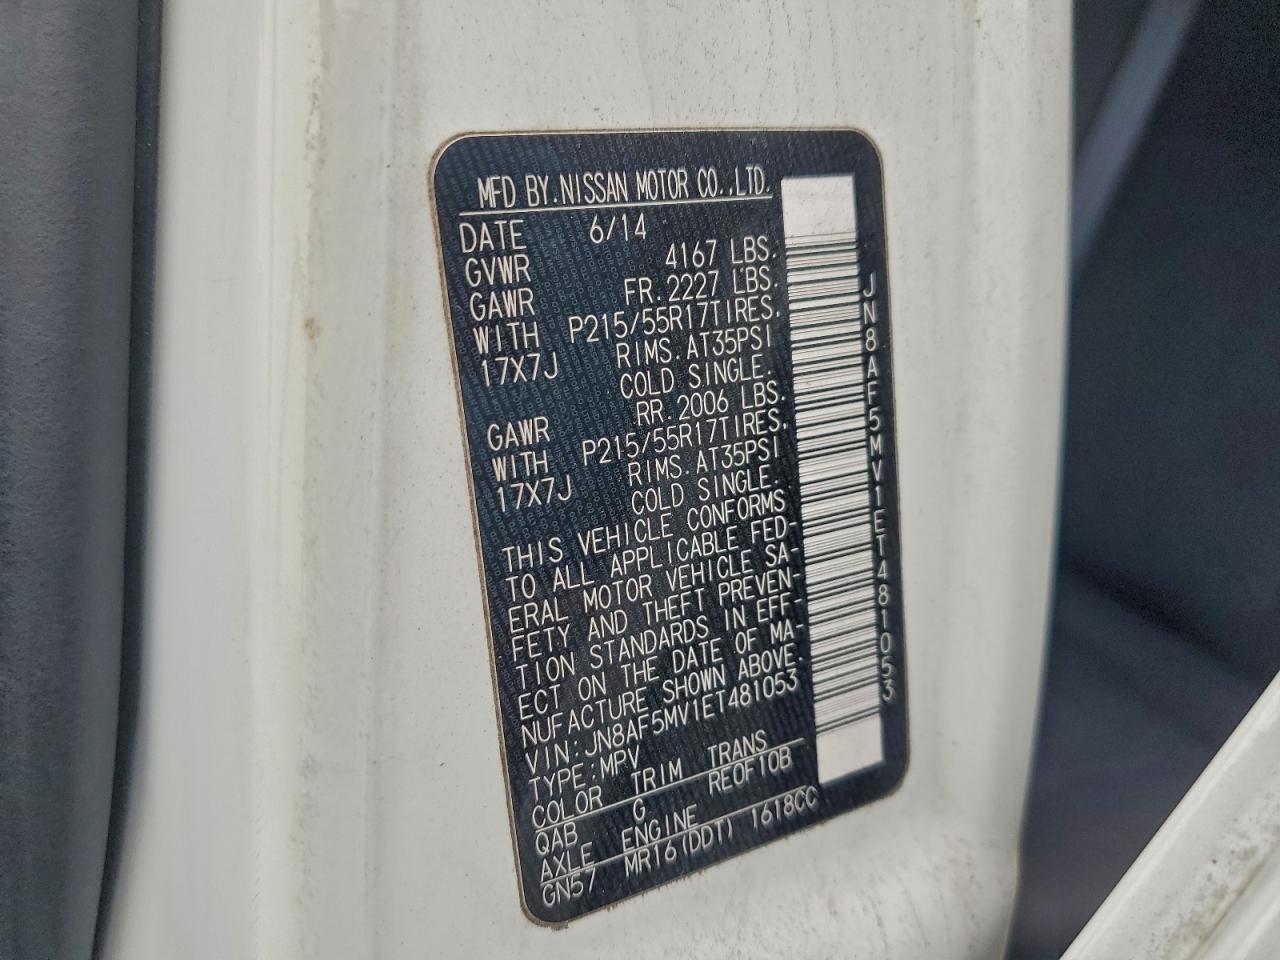 MFD BY.NISSAN MOTOR CO.,LTD.
DATE 6/14
GVWR 4167 LBS.
GAWR FR.2227 LBS.
WITH P215/55R17TIRES.
17X7J RIMS.AT35PSI
COLD SINGLE.
GAWR RR.2006 LBS.
WITH P215/55R17TIRES.
17X7J RIMS.AT35PSI
COLD SINGLE.
THIS VEHICLE CONFORMS
TO ALL APPLICABLE FED-
ERAL MOTOR VEHICLE SA-
FETY AND THEFT PREVEN-
TION STANDARDS IN EFF-
ECT ON THE DATE OF MA-
NUFACTURE SHOWN ABOVE.
VIN:JN8AF5MV1ET481053
TYPE:MPV
COLOR TRIM TRANS
QAB G RE0F10B
AXLE ENGINE
GN57 MR16(DDT) 1618CC
JN8AF5MV1ET481053